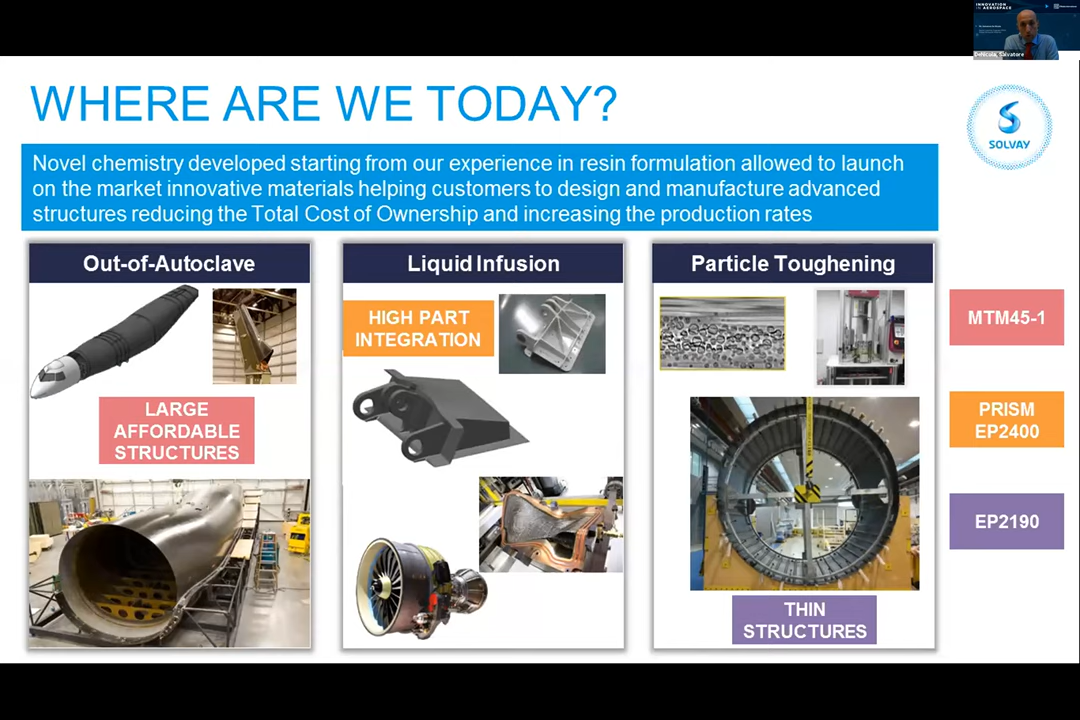 INNOVATION
IN AEROSPACE
DeNicola, Salvatore
WHERE ARE WE TODAY?
SOLVAY
Novel chemistry developed starting from our experience in resin formulation allowed to launch
on the market innovative materials helping customers to design and manufacture advanced
structures reducing the Total Cost of Ownership and increasing the production rates
Out-of-Autoclave
LARGE
AFFORDABLE
STRUCTURES
Liquid Infusion
HIGH PART
INTEGRATION
Particle Toughening
THIN
STRUCTURES
MTM45-1
PRISM
EP2400
EP2190